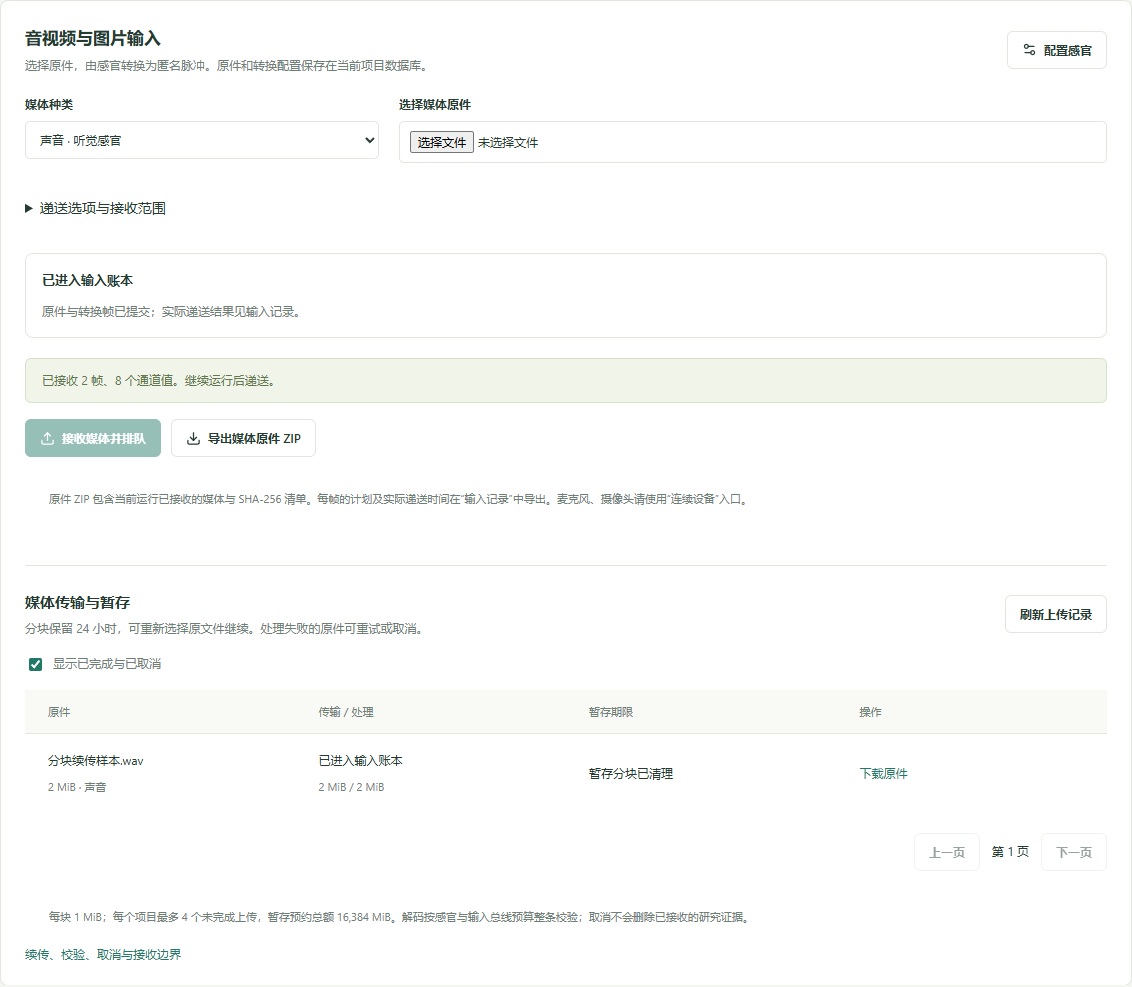 音视频与图片输入
选择原件，由感官转换为匿名脉冲。原件和转换配置保存在当前项目数据库。
配置感官
媒体种类
选择媒体原件
声音 · 听觉感官
选择文件 未选择文件
递送选项与接收范围
已进入输入账本
原件与转换帧已提交；实际递送结果见输入记录。
已接收 2 帧、8 个通道值。继续运行后递送。
接收媒体并排队
导出媒体原件 ZIP
原件 ZIP 包含当前运行已接收的媒体与 SHA-256 清单。每帧的计划及实际递送时间在“输入记录”中导出。麦克风、摄像头请使用“连续设备”入口。
媒体传输与暂存
分块保留 24 小时，可重新选择原文件继续。处理失败的原件可重试或取消。
刷新上传记录
显示已完成与已取消
原件 传输 / 处理 暂存期限 操作
分块续传样本.wav 已进入输入账本 暂存分块已清理 下载原件
2 MiB · 声音 2 MiB / 2 MiB
上一页 第 1 页 下一页
每块 1 MiB；每个项目最多 4 个未完成上传，暂存预约总额 16,384 MiB。解码按感官与输入总线预算整条校验；取消不会删除已接收的研究证据。
续传、校验、取消与接收边界